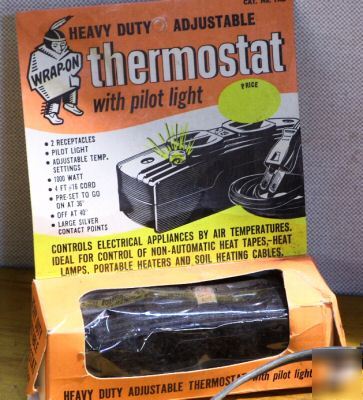 CAT. NO.
HEAVY DUTY ADJUSTABLE
WRAP-ON
thermostat
with pilot light
PRICE
• 2 RECEPTACLES
• PILOT LIGHT
• ADJUSTABLE TEMP.
SETTINGS
• 1800 WATT
• 4 FT #16 CORD
• PRE-SET TO GO
ON AT 36°
• OFF AT 40°
• LARGE SILVER
CONTACT POINTS
CONTROLS ELECTRICAL APPLIANCES BY AIR TEMPERATURES.
IDEAL FOR CONTROL OF NON-AUTOMATIC HEAT TAPES,-HEAT
LAMPS, PORTABLE HEATERS AND SOIL HEATING CABLES.
HEAVY DUTY ADJUSTABLE THERMOSTAT with pilot light